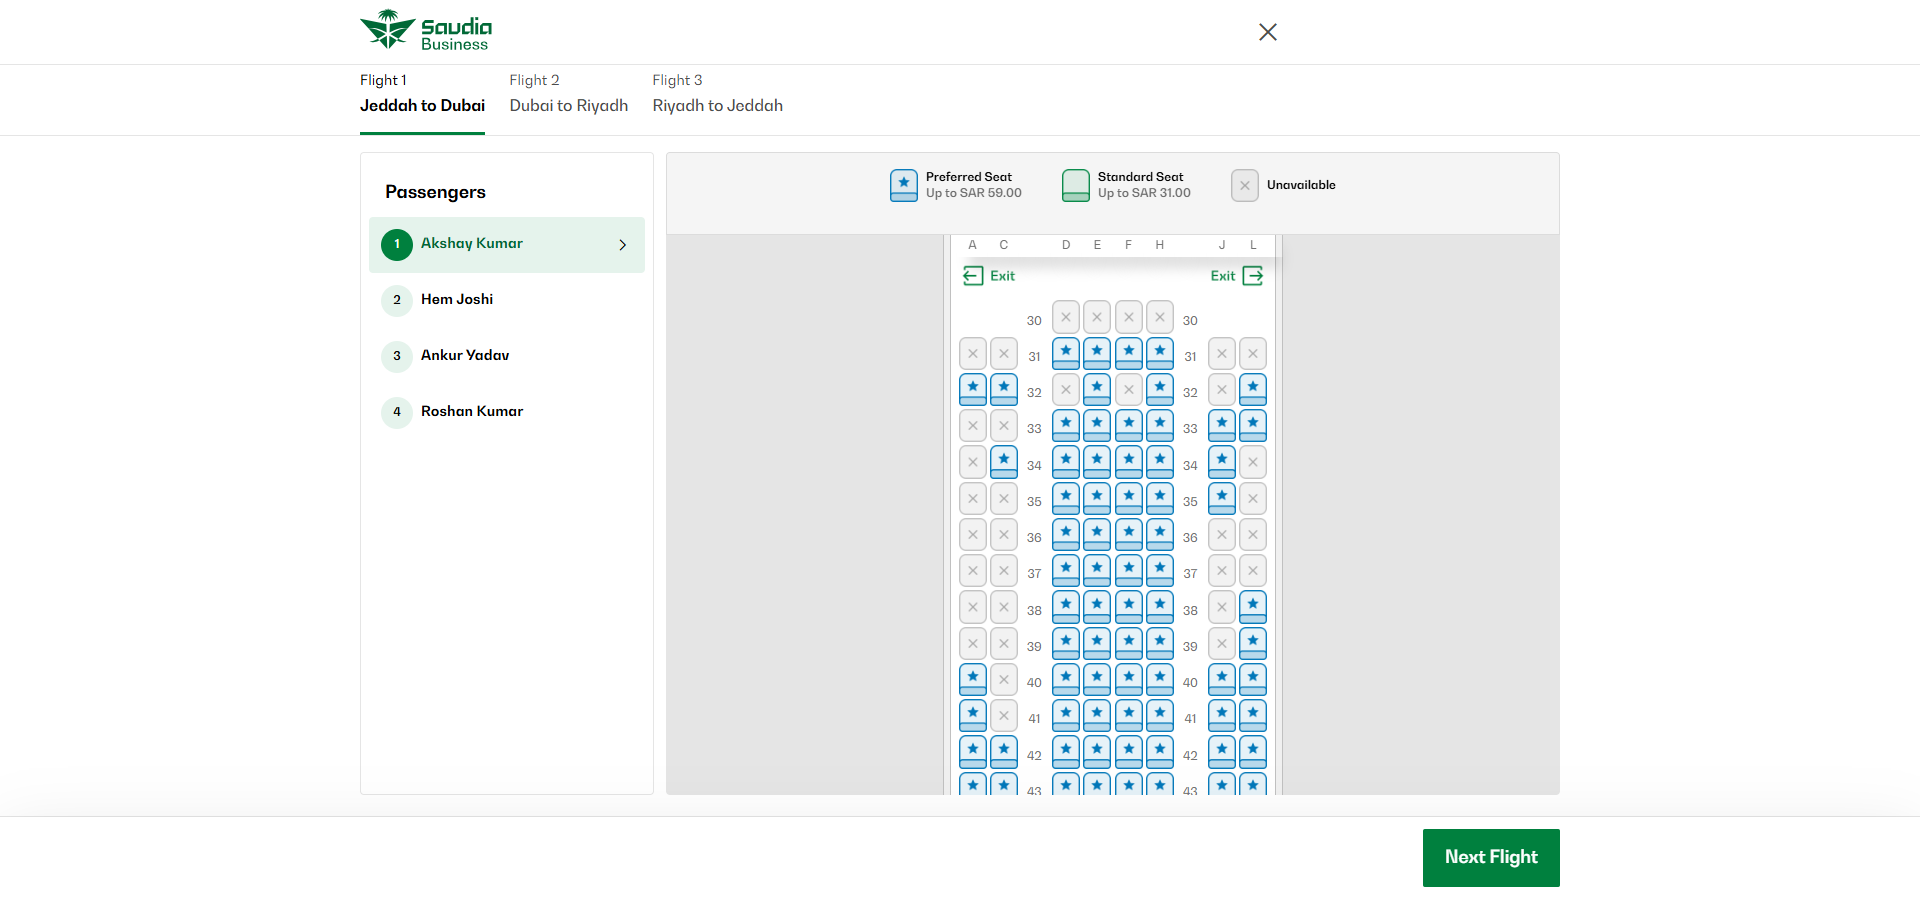 Saudia
Business
Flight 1
Jeddah to Dubai
Flight 2
Dubai to Riyadh
Flight 3
Riyadh to Jeddah
Passengers
1 Akshay Kumar
2 Hem Joshi
3 Ankur Yadav
4 Roshan Kumar
Preferred Seat
Up to SAR 59.00
Standard Seat
Up to SAR 31.00
Unavailable
A C D E F H J L
Exit Exit
30 30
31 31
32 32
33 33
34 34
35 35
36 36
37 37
38 38
39 39
40 40
41 41
42 42
43 43
Next Flight